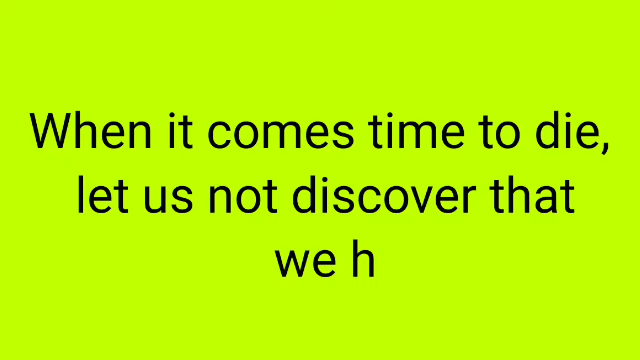 When it comes time to die,
let us not discover that
we h